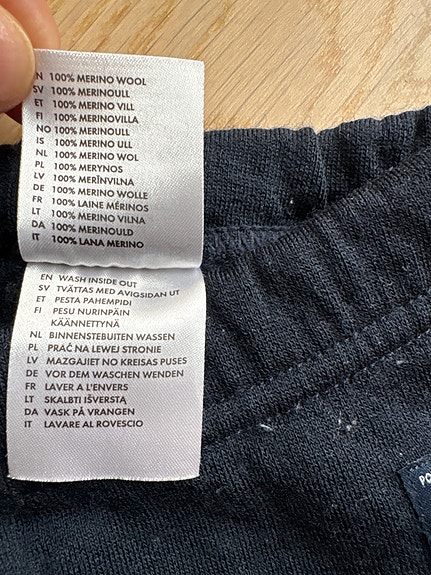 N 100% MERINO WOOL
SV 100% MERINOULL
ET 100% MERINO VILL
FI 100% MERINOVILLA
NO 100% MERINOULL
IS 100% MERINO ULL
NL 100% MERINO WOL
PL 100% MERYNOS
LV 100% MERĪNVILNA
DE 100% MERINO WOLLE
FR 100% LAINE MÉRINOS
LT 100% MERINO VILNA
DA 100% MERINOULD
IT 100% LANA MERINO
EN WASH INSIDE OUT
SV TVÄTTAS MED AVIGSIDAN UT
ET PESTA PAHEMPIDI
FI PESU NURINPÄIN
KÄÄNNETTYNÄ
NL BINNENSTEBUITEN WASSEN
PL PRAĆ NA LEWEJ STRONIE
LV MAZGAJIET NO KREISAS PUSES
DE VOR DEM WASCHEN WENDEN
FR LAVER A L'ENVERS
LT SKALBTI IŠVERSTĄ
DA VASK PÅ VRANGEN
IT LAVARE AL ROVESCIO
PO